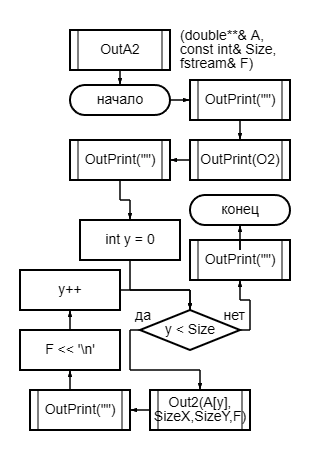 OutA2
(double**& A,
const int& Size,
fstream& F)
начало
OutPrint("")
OutPrint("")
OutPrint(O2)
int y = 0
конец
OutPrint("")
y++
да
нет
y < Size
F << '\n'
OutPrint("")
Out2(A[y],
SizeX,SizeY,F)